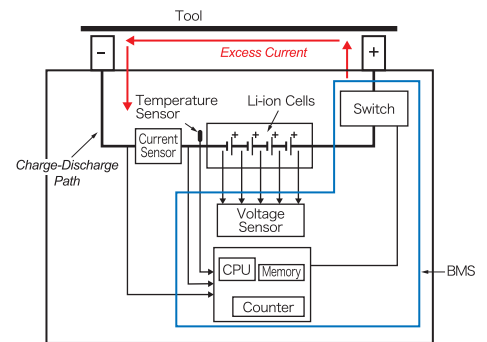 Tool
−
+
Excess Current
Temperature
Sensor
Li-ion Cells
Switch
Current
Sensor
+ + + +
Charge-Discharge
Path
Voltage
Sensor
CPU
Memory
BMS
Counter